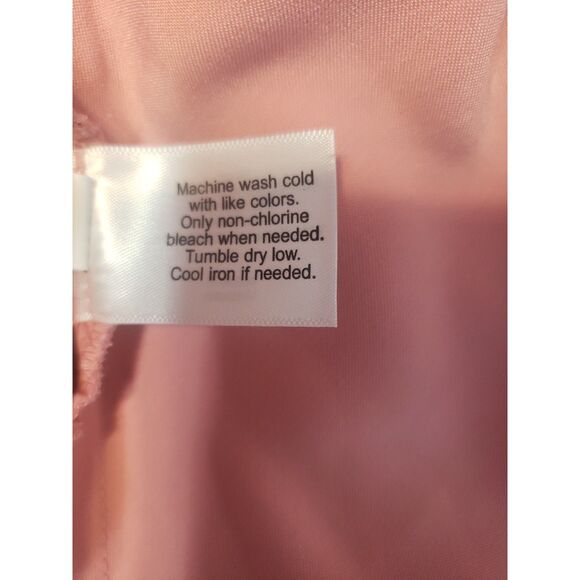 Machine wash cold
with like colors.
Only non-chlorine
bleach when needed.
Tumble dry low.
Cool iron if needed.